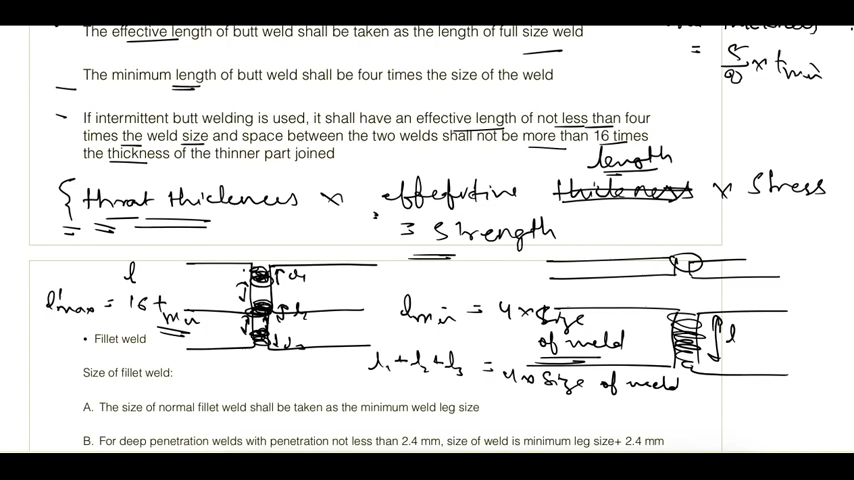 The effective length of butt weld shall be taken as the length of full size weld
= 5/8 × tmin
The minimum length of butt weld shall be four times the size of the weld
If intermittent butt welding is used, it shall have an effective length of not less than four
times the weld size and space between the two welds shall not be more than 16 times
the thickness of the thinner part joined
length
{ throat thickness × effective thickness × stress
= strength
l
l'max = 16 tmin
lmin = 4 × size
of weld
l
• Fillet weld
l1 + l2 + l3 = 4 × size of weld
Size of fillet weld:
A. The size of normal fillet weld shall be taken as the minimum weld leg size
B. For deep penetration welds with penetration not less than 2.4 mm, size of weld is minimum leg size+ 2.4 mm